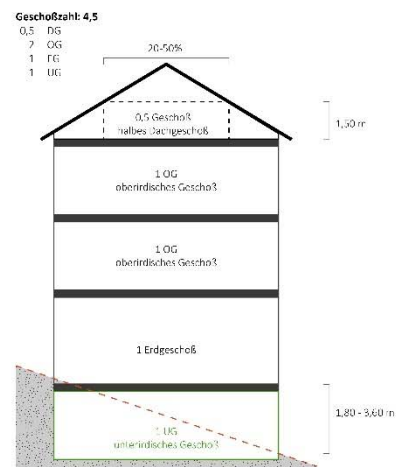 Geschoßzahl: 4,5
0,5 DG
2 OG
1 EG
1 UG
20-50%
0,5 Geschoß
halbes Dachgeschoß
1,50 m
1 OG
oberirdisches Geschoß
1 OG
oberirdisches Geschoß
1 Erdgeschoß
1,80 - 3,60 m
1 UG
unterirdisches Geschoß